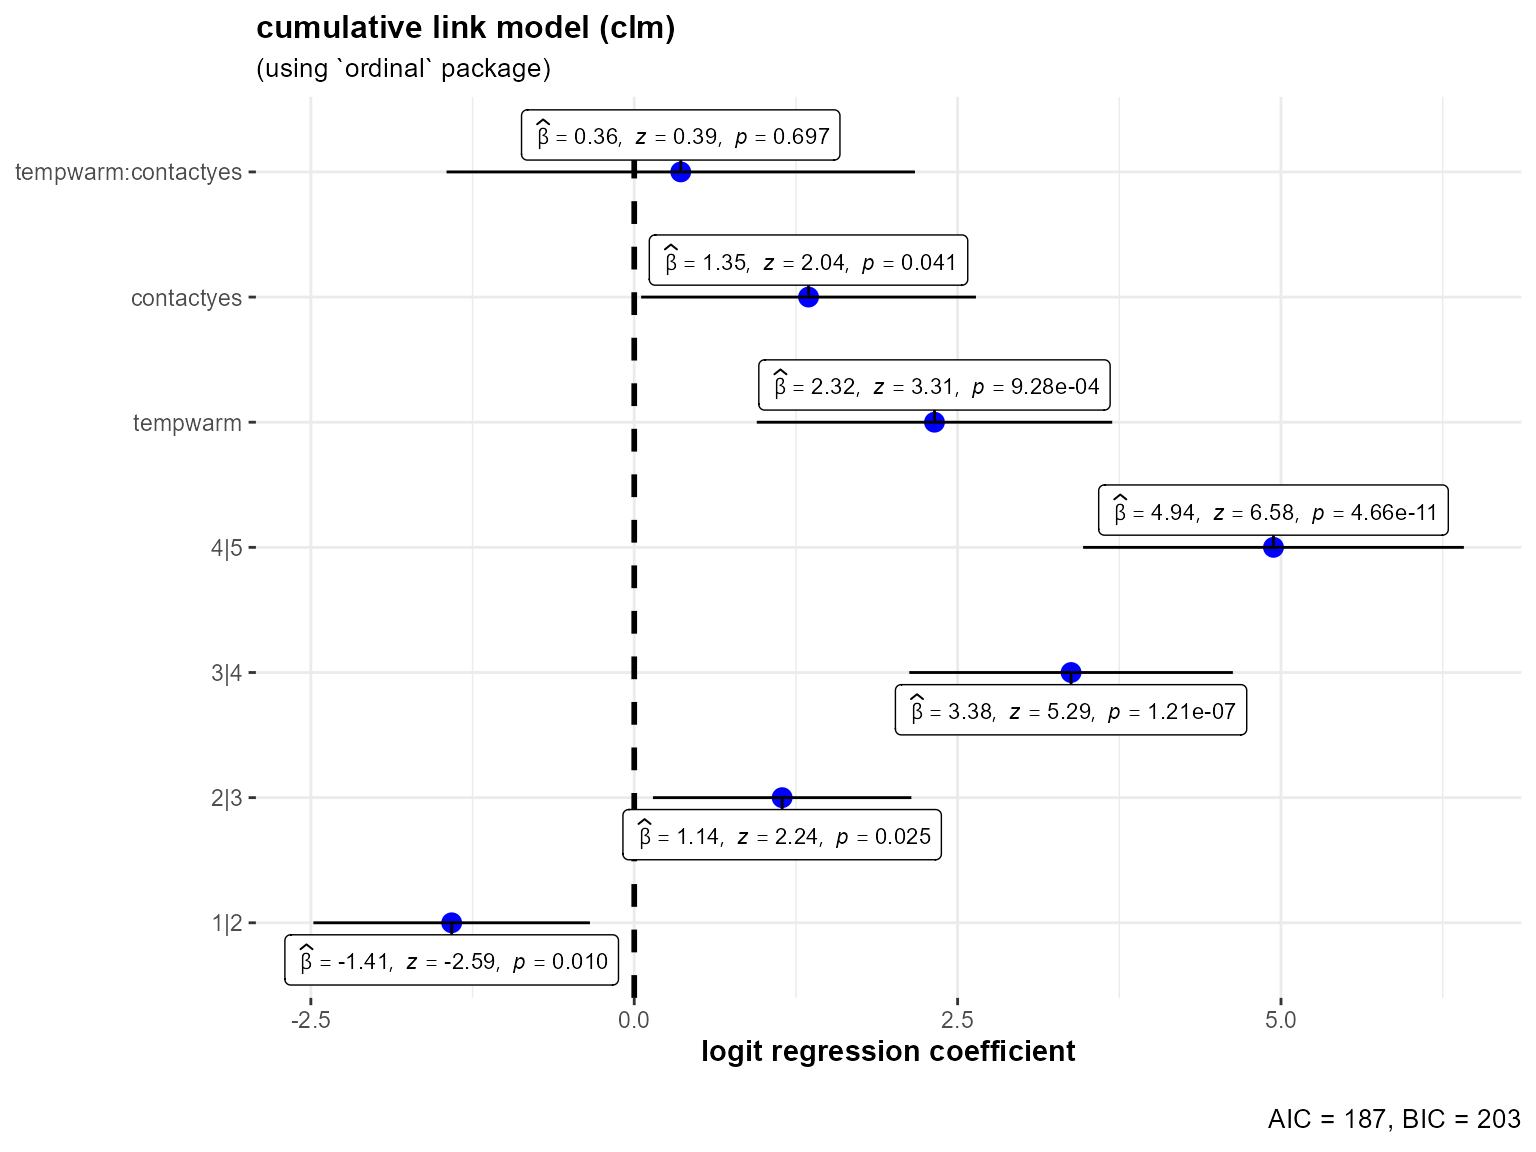 cumulative link model (clm)
(using `ordinal` package)
tempwarm:contactyes
β̂ = 0.36, z = 0.39, p = 0.697
contactyes
β̂ = 1.35, z = 2.04, p = 0.041
tempwarm
β̂ = 2.32, z = 3.31, p = 9.28e-04
4|5
β̂ = 4.94, z = 6.58, p = 4.66e-11
3|4
β̂ = 3.38, z = 5.29, p = 1.21e-07
2|3
β̂ = 1.14, z = 2.24, p = 0.025
1|2
β̂ = -1.41, z = -2.59, p = 0.010
-2.5 0.0 2.5 5.0
logit regression coefficient
AIC = 187, BIC = 203